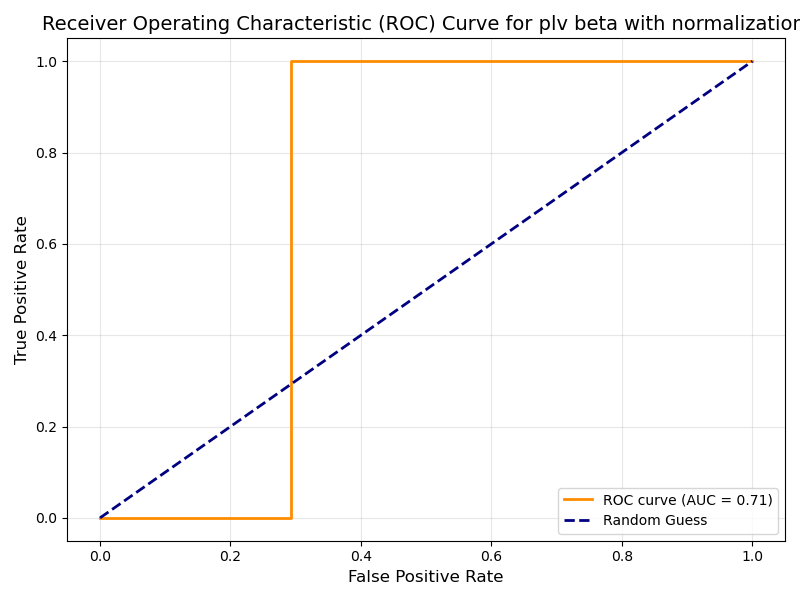 Receiver Operating Characteristic (ROC) Curve for plv beta with normalization
1.0
0.8
0.6
0.4
0.2
0.0
True Positive Rate
0.0 0.2 0.4 0.6 0.8 1.0
False Positive Rate
ROC curve (AUC = 0.71)
Random Guess